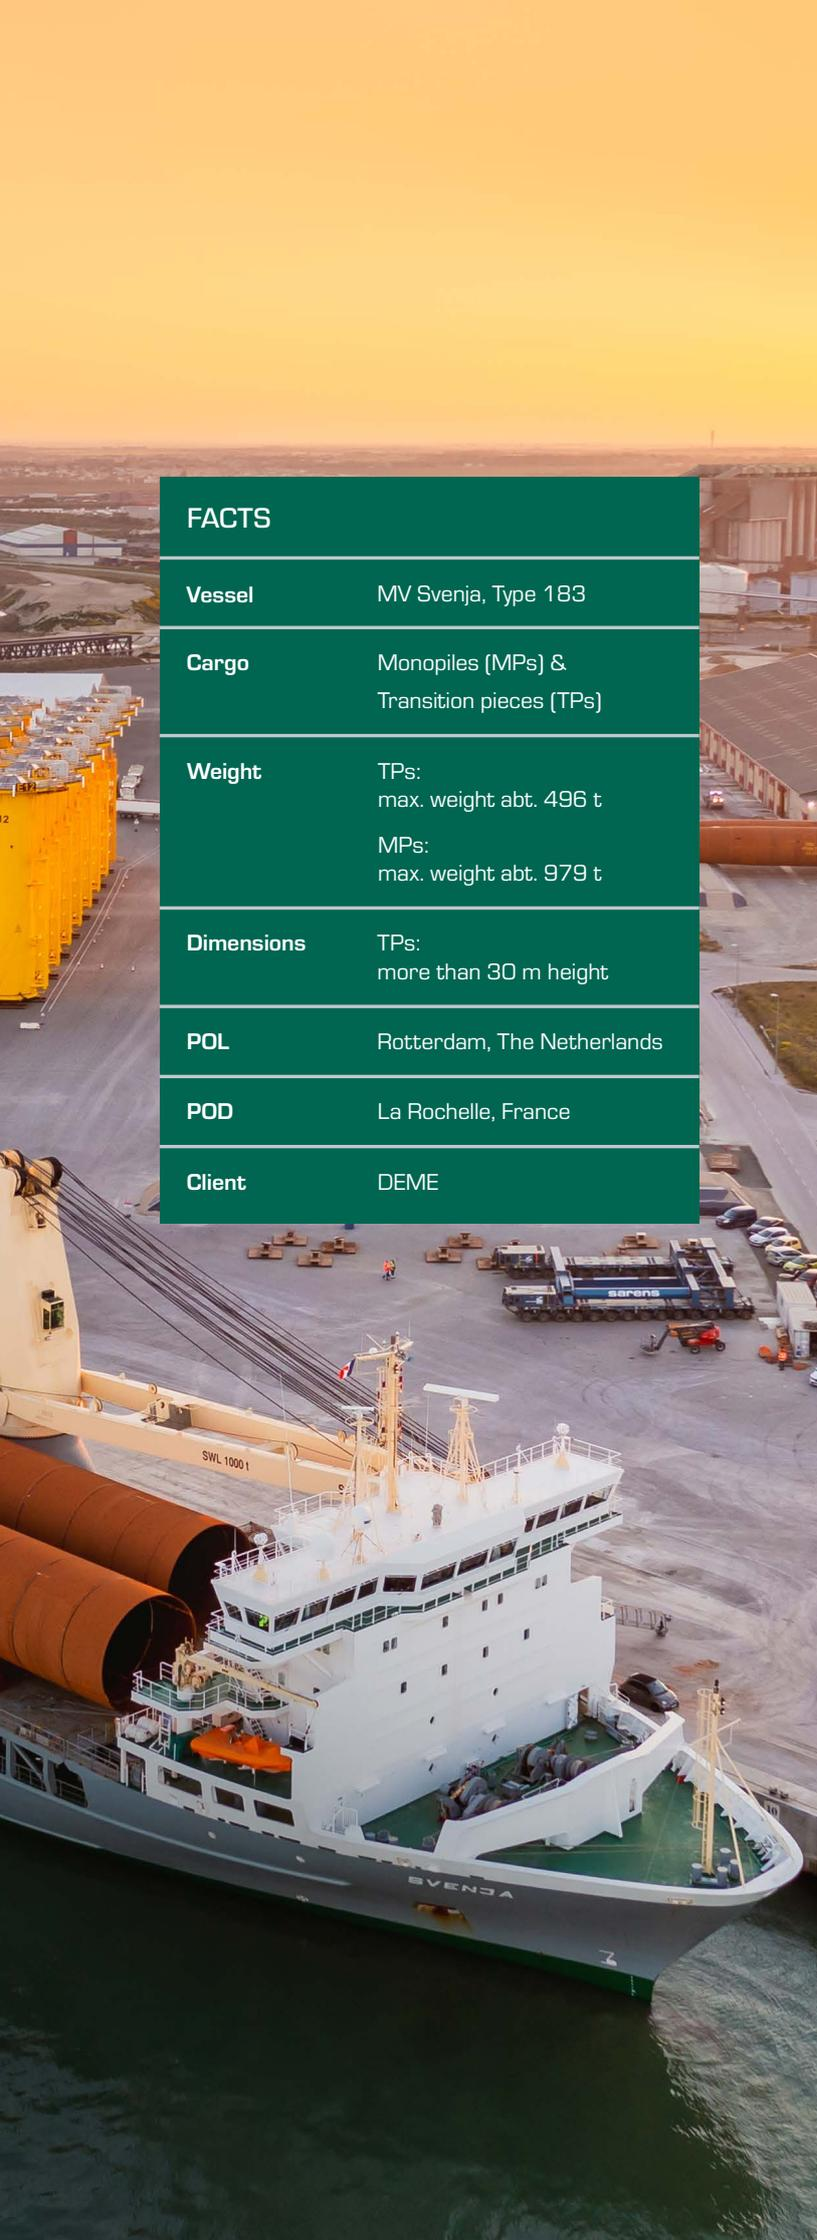 FACTS
Vessel MV Svenja, Type 183
Cargo Monopiles (MPs) &
Transition pieces (TPs)
Weight TPs:
max. weight abt. 496 t
MPs:
max. weight abt. 979 t
Dimensions TPs:
more than 30 m height
POL Rotterdam, The Netherlands
POD La Rochelle, France
Client DEME
E12
sarens
SWL 1000 t
SVENJA